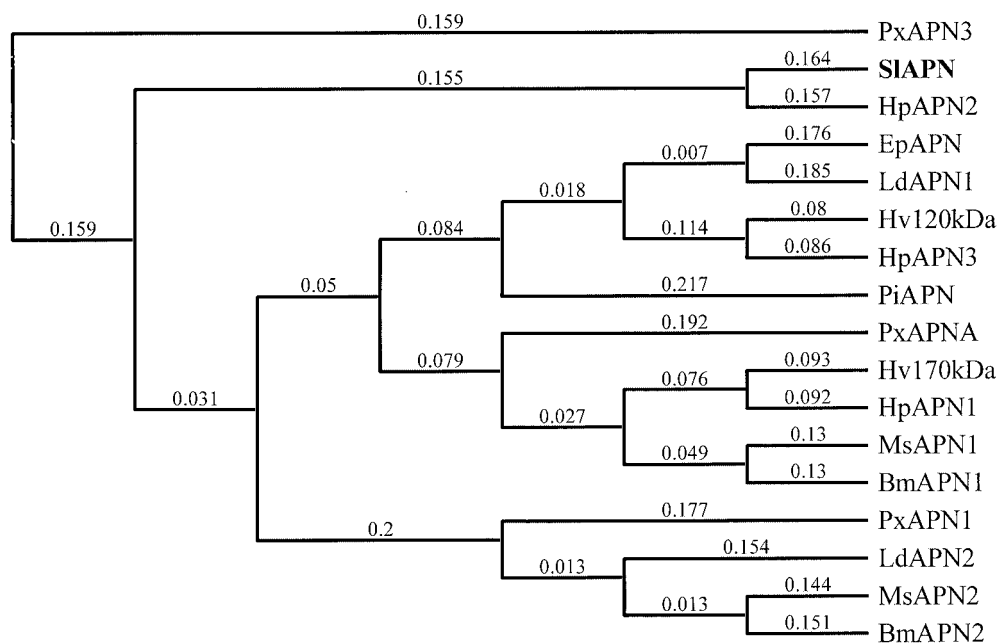 0.159 PxAPN3
0.164 SlAPN
0.155
0.157 HpAPN2
0.176 EpAPN
0.007
0.185 LdAPN1
0.018
0.08 Hv120kDa
0.159 0.084 0.114
0.086 HpAPN3
0.05 0.217 PiAPN
0.192 PxAPNA
0.079
0.093 Hv170kDa
0.076
0.031 0.092 HpAPN1
0.027
0.13 MsAPN1
0.049
0.13 BmAPN1
0.177 PxAPN1
0.2
0.154 LdAPN2
0.013
0.144 MsAPN2
0.013
0.151 BmAPN2